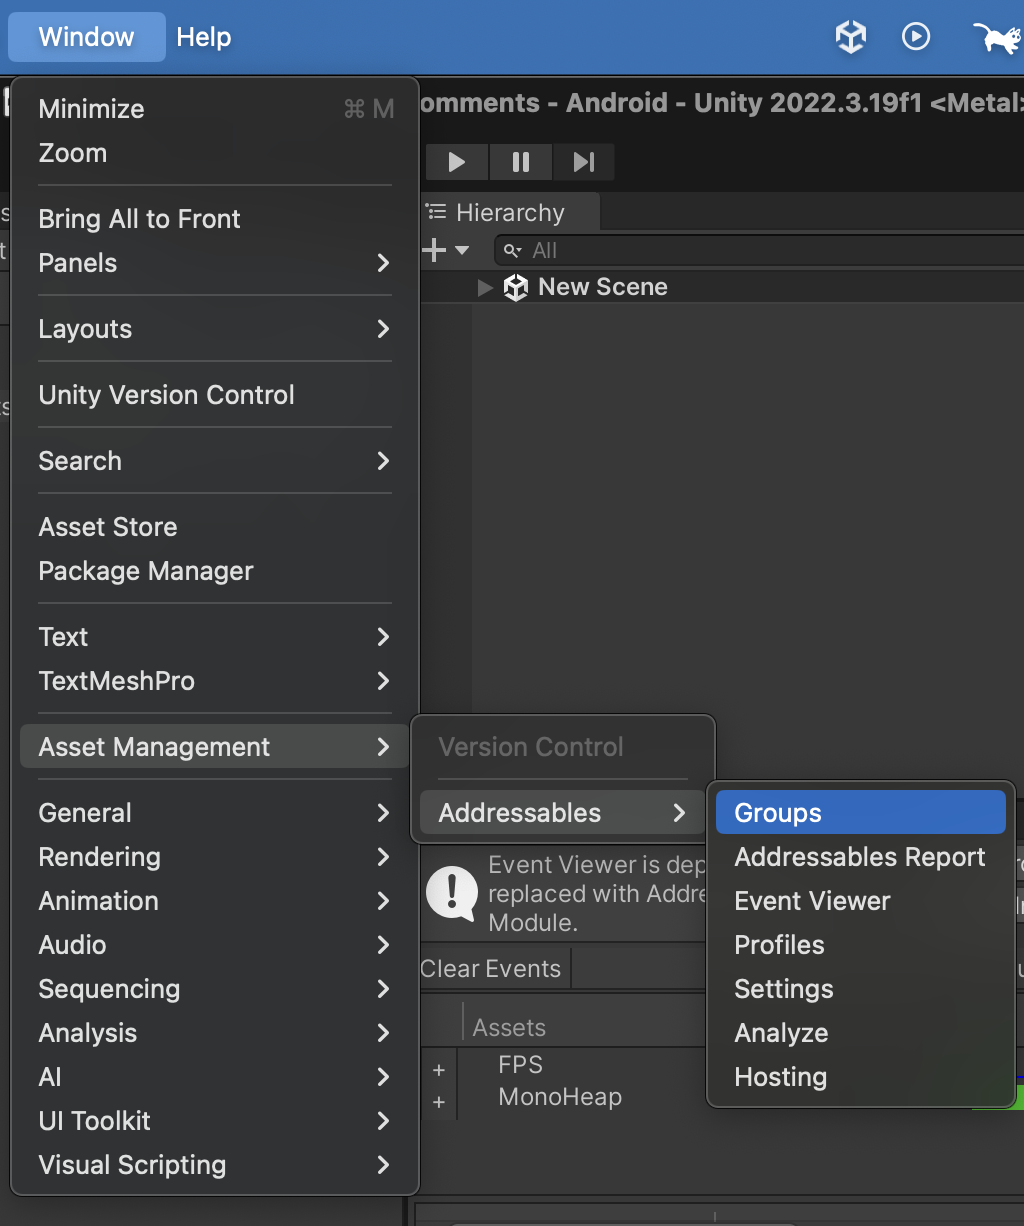 Window Help
Minimize ⌘ M
Zoom
Bring All to Front
Panels
Layouts
Unity Version Control
Search
Asset Store
Package Manager
Text
TextMeshPro
Asset Management
General
Rendering
Animation
Audio
Sequencing
Analysis
AI
UI Toolkit
Visual Scripting
Version Control
Addressables
Groups
Addressables Report
Event Viewer
Profiles
Settings
Analyze
Hosting
omments - Android - Unity 2022.3.19f1 <Metal>
Hierarchy
All
New Scene
Event Viewer is dep
replaced with Addre
Module.
Clear Events
Assets
FPS
MonoHeap